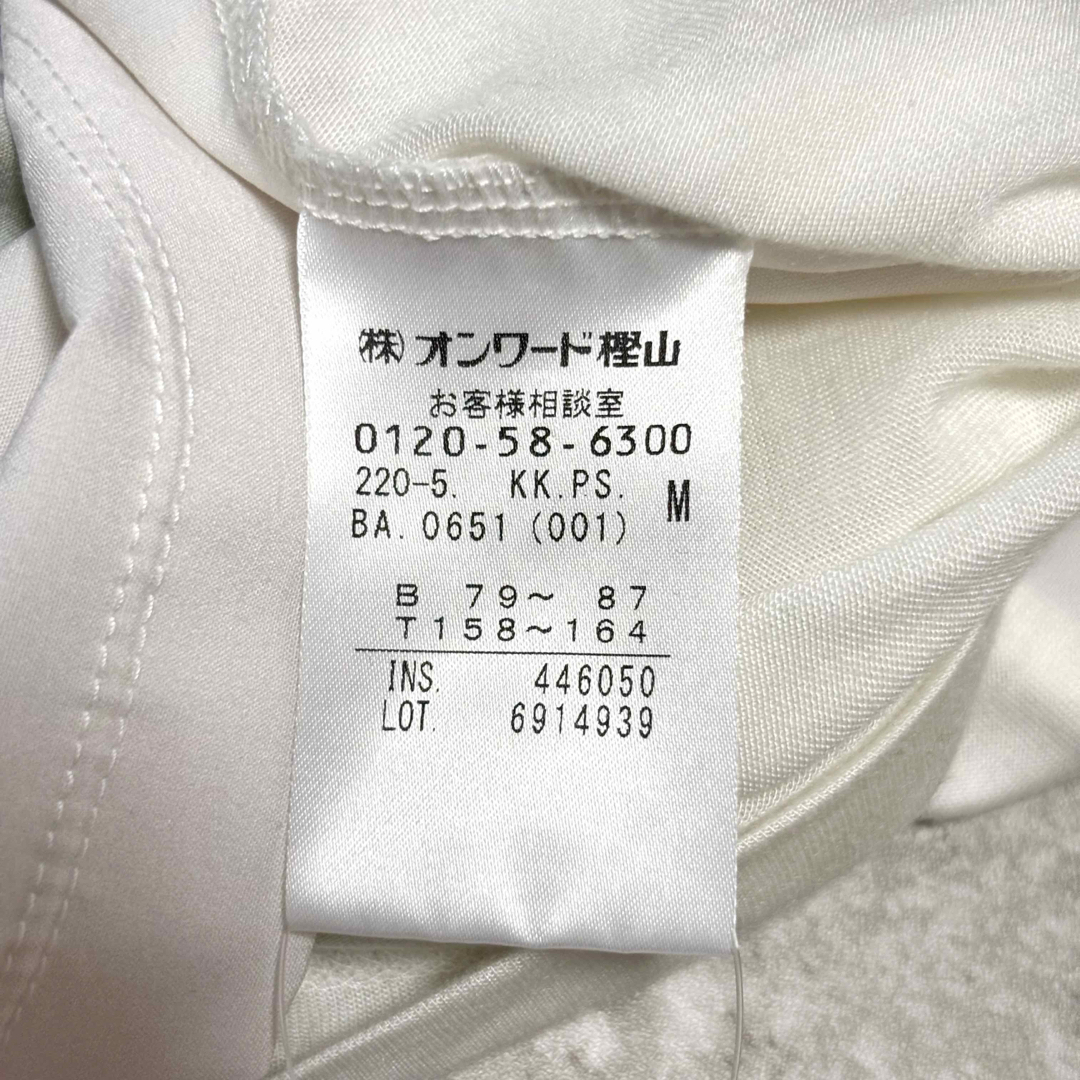 ㈱オンワード樫山
お客様相談室
0120-58-6300
220-5. KK.PS. M
BA. 0651 (001)
B 79〜 87
T158〜164
INS. 446050
LOT. 6914939